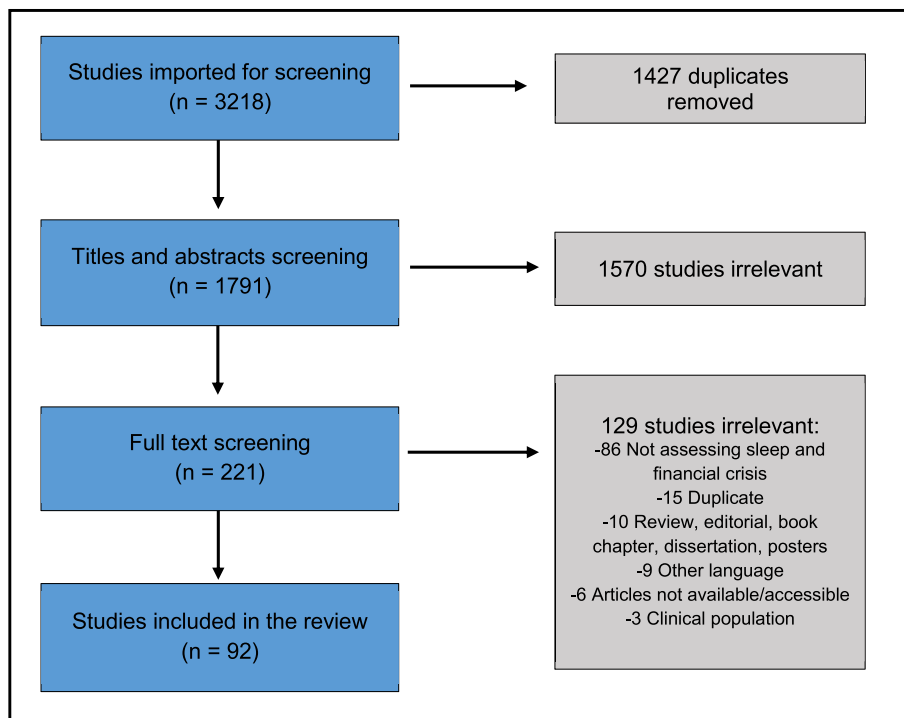 Studies imported for screening
(n = 3218)
1427 duplicates
removed
Titles and abstracts screening
(n = 1791)
1570 studies irrelevant
Full text screening
(n = 221)
129 studies irrelevant:
-86 Not assessing sleep and
financial crisis
-15 Duplicate
-10 Review, editorial, book
chapter, dissertation, posters
-9 Other language
-6 Articles not available/accessible
-3 Clinical population
Studies included in the review
(n = 92)